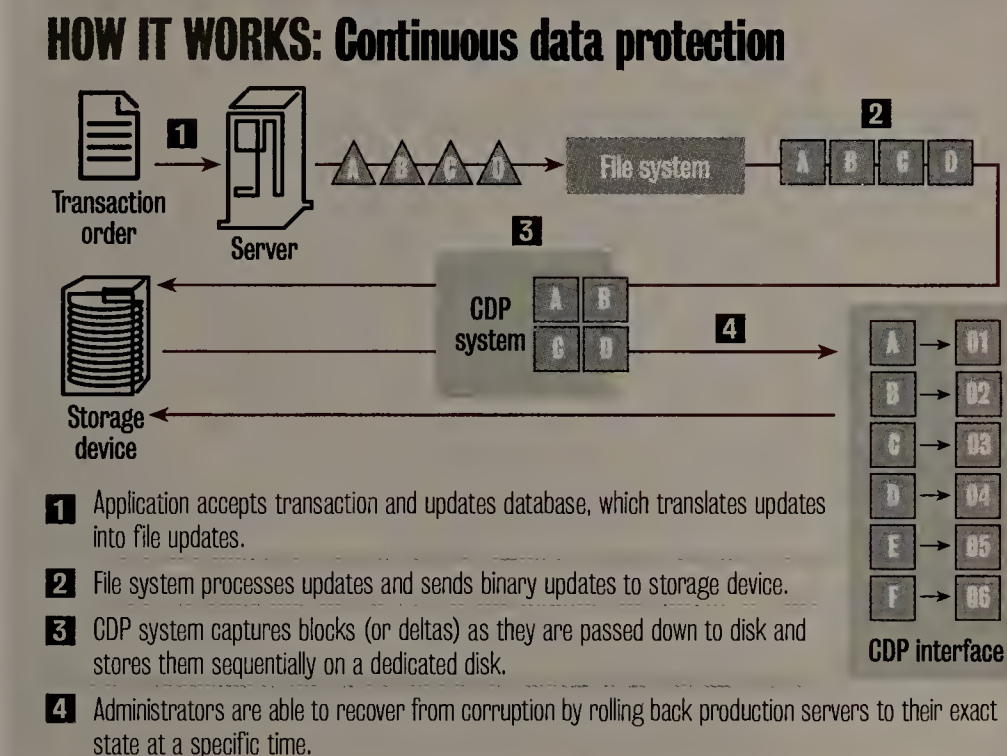 HOW IT WORKS: Continuous data protection
1
2
Transaction
order
Server
A B C D
File system
A B C D
3
CDP
system
A B
C D
4
Storage
device
A → 01
B → 02
C → 03
D → 04
E → 05
F → 06
CDP interface
1 Application accepts transaction and updates database, which translates updates
into file updates.
2 File system processes updates and sends binary updates to storage device.
3 CDP system captures blocks (or deltas) as they are passed down to disk and
stores them sequentially on a dedicated disk.
4 Administrators are able to recover from corruption by rolling back production servers to their exact
state at a specific time.